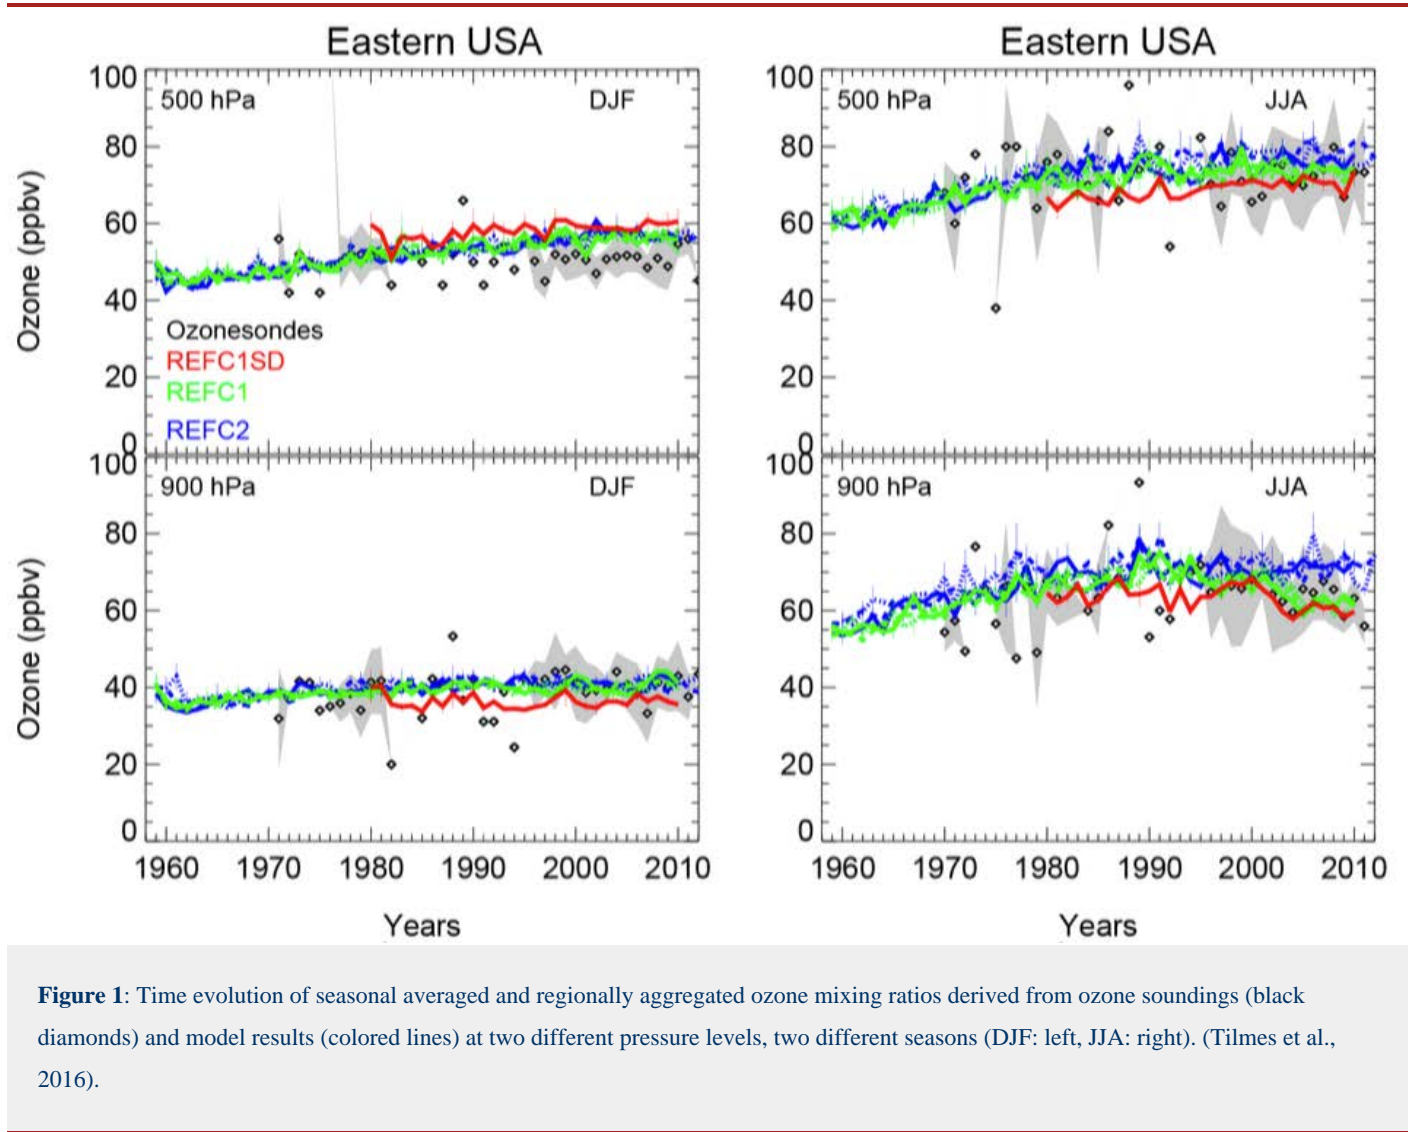 Eastern USA
Eastern USA
100
500 hPa
DJF
80
60
40
20
0
Ozone (ppbv)
Ozonesondes
REFC1SD
REFC1
REFC2
100
500 hPa
JJA
80
60
40
20
0
100
900 hPa
DJF
80
60
40
20
0
Ozone (ppbv)
1960 1970 1980 1990 2000 2010
Years
100
900 hPa
JJA
80
60
40
20
0
1960 1970 1980 1990 2000 2010
Years
Figure 1: Time evolution of seasonal averaged and regionally aggregated ozone mixing ratios derived from ozone soundings (black
diamonds) and model results (colored lines) at two different pressure levels, two different seasons (DJF: left, JJA: right). (Tilmes et al.,
2016).